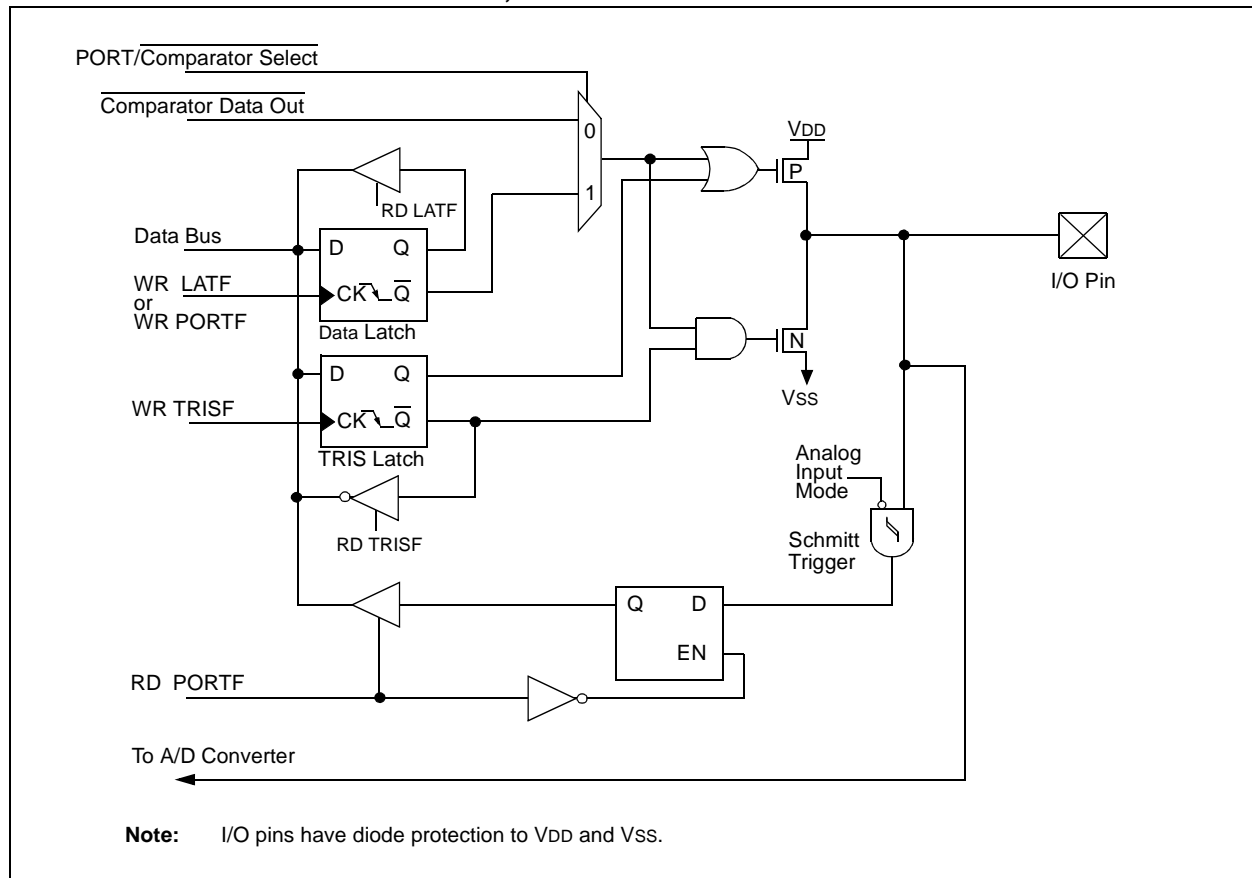 PORT/Comparator Select
Comparator Data Out
0
1
VDD
P
RD LATF
Data Bus
D Q
WR LATF
or
WR PORTF
CK Q
Data Latch
I/O Pin
N
VSS
D Q
WR TRISF
CK Q
TRIS Latch
RD TRISF
Analog
Input
Mode
Schmitt
Trigger
Q D
EN
RD PORTF
To A/D Converter
Note: I/O pins have diode protection to VDD and VSS.